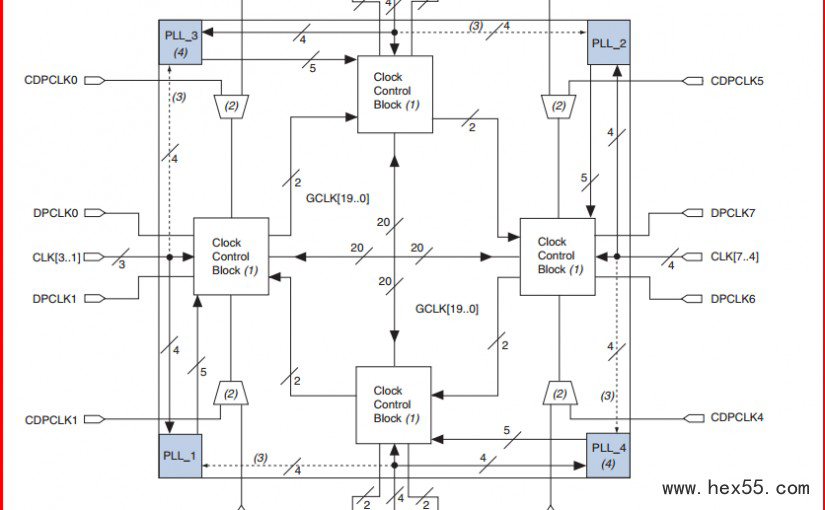 4
PLL_3
(4)
4
(3)
4
PLL_2
5
Clock
Control
Block (1)
CDPCLK0
(3)
(2)
(2)
CDPCLK5
2
4
4
2
5
GCLK[19..0]
DPCLK0
20
DPCLK7
CLK[3..1]
3
Clock
Control
Block (1)
20
20
Clock
Control
Block (1)
4
CLK[7..4]
DPCLK1
20
DPCLK6
GCLK[19..0]
4
2
4
5
2
Clock
Control
Block (1)
(2)
(2)
(3)
CDPCLK1
CDPCLK4
5
PLL_1
(3)
4
4
PLL_4
(4)
2
4
2
www.hex55.com